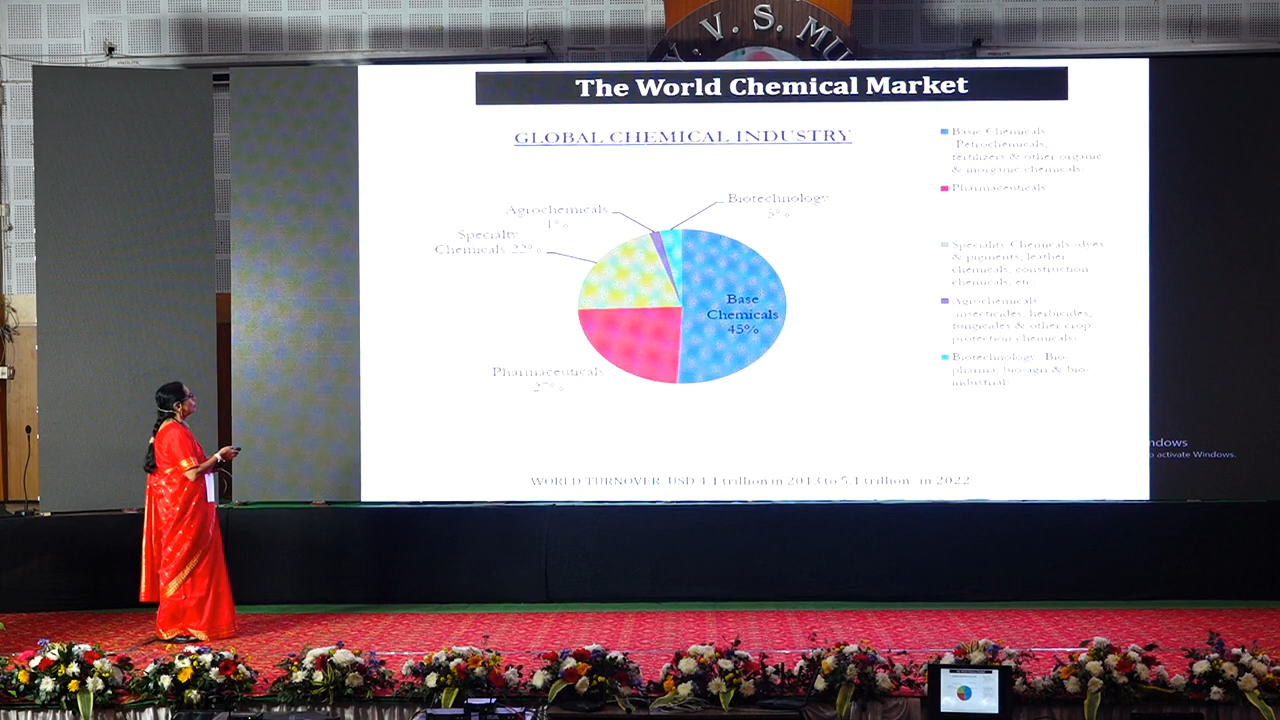 V. S. MU
The World Chemical Market
GLOBAL CHEMICAL INDUSTRY
Biotechnology
5%
Agrochemicals
1%
Specialty
Chemicals 22%
Base
Chemicals
45%
Pharmaceuticals
27%
Basic Chemicals
Petrochemicals,
fertilizers & other organic
& inorganic chemicals)
Pharmaceuticals
Speciality Chemicals (dyes
& pigments, leather
chemicals, construction
chemicals, etc
Agrochemicals
insecticides, herbicides,
fungicides & other crop
protection chemicals)
Biotechnology Bio-
pharma, bio-agri & bio-
industrial)
WORLD TURNOVER USD 4.1 trillion in 2013 to 5.1 trillion in 2022
ndows
o activate Windows.